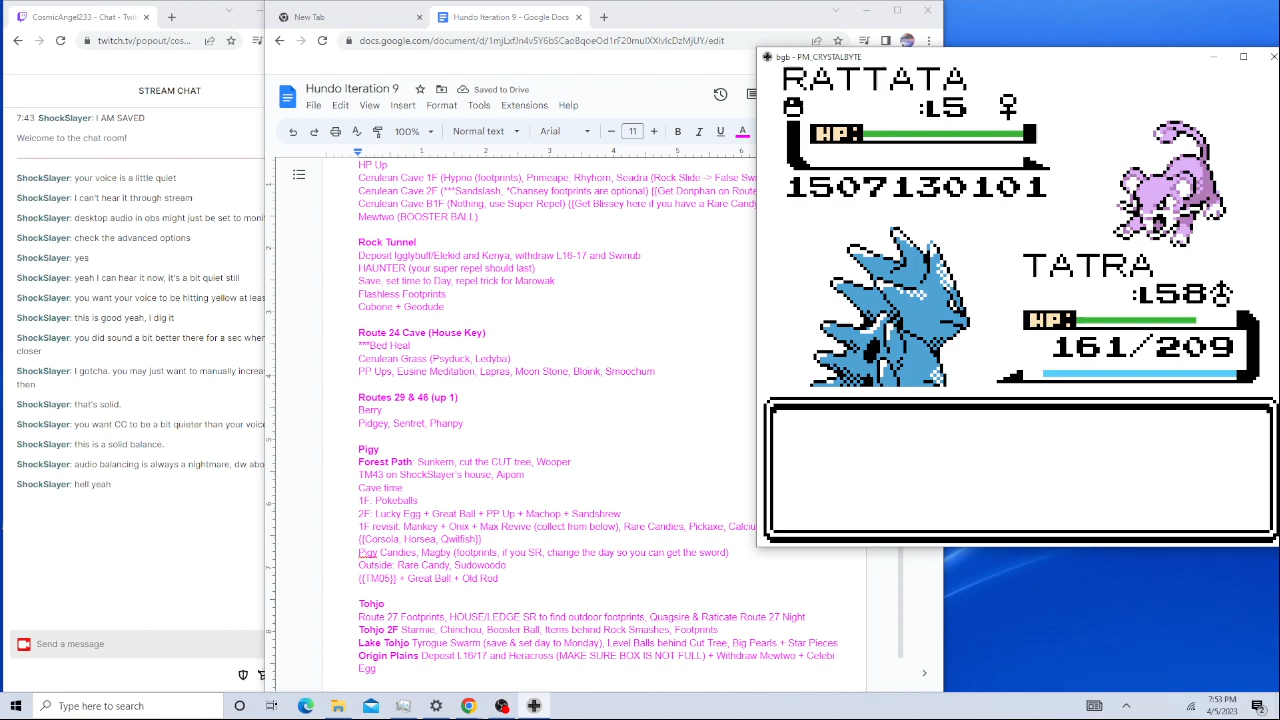 CosmicAngel233 - Chat - Twit
twitch.tv/popout/cos...
STREAM CHAT
7:43 ShockSlayer: I AM SAVED
Welcome to the chat room!
ShockSlayer: your voice is a little quiet
ShockSlayer: I can't hear it through stream
ShockSlayer: desktop audio in obs might just be set to monit
ShockSlayer: check the advanced options
ShockSlayer: yes
ShockSlayer: yeah I can hear it now, it's a bit quiet still
ShockSlayer: you want your voice to be hitting yellow at leas
ShockSlayer: this is good yeah, I dig it
ShockSlayer: you did sound a bit better there for a sec when
closer
ShockSlayer: I gotcha. you may just want to manually increas
then
ShockSlayer: that's solid.
ShockSlayer: you want CC to be a bit quieter than your voice
ShockSlayer: this is a solid balance.
ShockSlayer: audio balancing is always a nightmare, dw abo
ShockSlayer: hell yeah
Send a message
New Tab
Hundo Iteration 9 - Google Docs
docs.google.com/document/d/
Hundo Iteration 9
Saved to Drive
File Edit View Insert Format Tools Extensions Help
100% Normal text Arial 11 B I U A
1 2 3 4 5 6
HP Up
Cerulean Cave 1F (Hypno (footprints), Primeape, Rhyhorn, Seadra (Rock Slide -> False Sw
Cerulean Cave 2F (***Sandslash, *Chansey footprints are optional) {{Get Donphan on Route
Cerulean Cave B1F (Nothing, use Super Repel) {{Get Blissey here if you have a Rare Candy
Mewtwo (BOOSTER BALL)
Rock Tunnel
Deposit Igglybuff/Elekid and Kenya, withdraw L16-17 and Swinub
HAUNTER (your super repel should last)
Save, set time to Day, repel trick for Marowak
Flashless Footprints
Cubone + Geodude
Route 24 Cave (House Key)
***Bed Heal
Cerulean Grass (Psyduck, Ledyba)
PP Ups, Eusine Meditation, Lapras, Moon Stone, Bloink, Smoochum
Routes 29 & 46 (up 1)
Berry
Pidgey, Sentret, Phanpy
Pigy
Forest Path: Sunkern, cut the CUT tree, Wooper
TM43 on ShockSlayer's house, Aipom
Cave time
1F: Pokeballs
2F: Lucky Egg + Great Ball + PP Up + Machop + Sandshrew
1F revisit: Mankey + Onix + Max Revive (collect from below), Rare Candies, Pickaxe, Calciu
{{Corsola, Horsea, Qwilfish}}
Pigy Candies, Magby (footprints, if you SR, change the day so you can get the sword)
Outside: Rare Candy, Sudowoodo
{{TM05}} + Great Ball + Old Rod
Tohjo
Route 27 Footprints, HOUSE/LEDGE SR to find outdoor footprints, Quagsire & Raticate Route 27 Night
Tohjo 2F Starmie, Chinchou, Booster Ball, Items behind Rock Smashes, Footprints
Lake Tohjo Tyrogue Swarm (save & set day to Monday), Level Balls behind Cut Tree, Big Pearls + Star Pieces
Origin Plains Deposit L16/17 and Heracross (MAKE SURE BOX IS NOT FULL) + Withdraw Mewtwo + Celebi
Egg
bgb - PM_CRYSTALBYTE
RATTATA
:L5 ♀
HP:
1507130101
TATRA
:L58♂
HP:
161/209
Type here to search
7:53 PM
4/5/2023
2